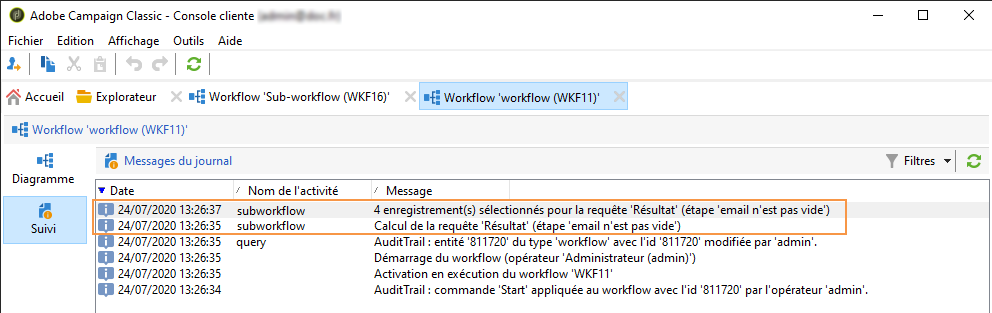 Adobe Campaign Classic - Console cliente
Fichier Edition Affichage Outils Aide
Accueil Explorateur Workflow 'Sub-workflow (WKF16)' Workflow 'workflow (WKF11)'
Workflow 'workflow (WKF11)'
Diagramme
Suivi
Messages du journal Filtres
Date Nom de l'activité Message
24/07/2020 13:26:37 subworkflow 4 enregistrement(s) sélectionnés pour la requête 'Résultat' (étape 'email n'est pas vide')
24/07/2020 13:26:35 subworkflow Calcul de la requête 'Résultat' (étape 'email n'est pas vide')
24/07/2020 13:26:35 query AuditTrail : entité '811720' du type 'workflow' avec l'id '811720' modifiée par 'admin'.
24/07/2020 13:26:35 Démarrage du workflow (opérateur 'Administrateur (admin)')
24/07/2020 13:26:35 Activation en exécution du workflow 'WKF11'
24/07/2020 13:26:34 AuditTrail : commande 'Start' appliquée au workflow avec l'id '811720' par l'opérateur 'admin'.